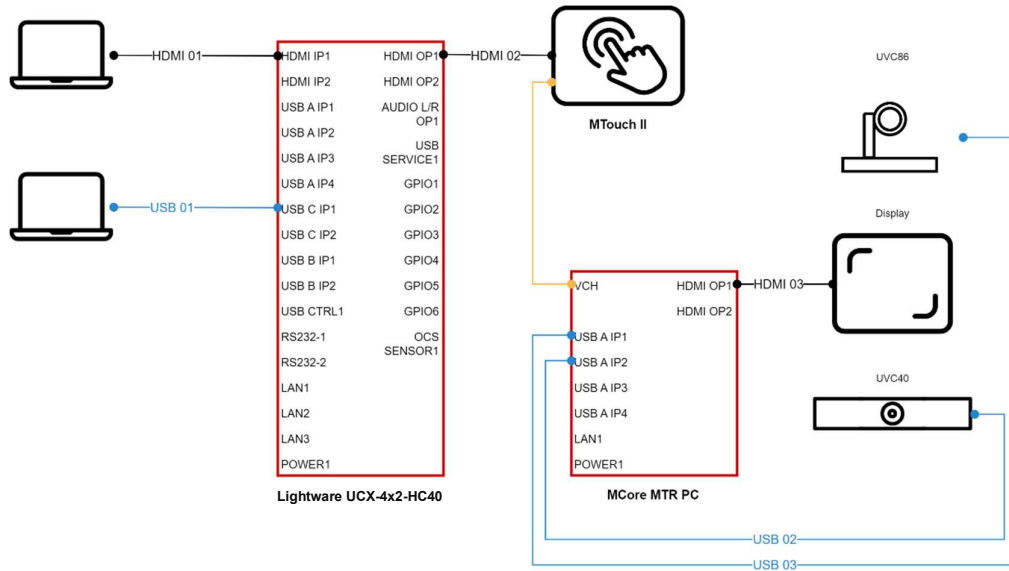 HDMI 01
HDMI IP1
HDMI IP2
USB A IP1
USB A IP2
USB A IP3
USB A IP4
USB 01
USB C IP1
USB C IP2
USB B IP1
USB B IP2
USB CTRL1
RS232-1
RS232-2
LAN1
LAN2
LAN3
POWER1
HDMI OP1
HDMI OP2
AUDIO L/R
OP1
USB
SERVICE1
GPIO1
GPIO2
GPIO3
GPIO4
GPIO5
GPIO6
OCS
SENSOR1
Lightware UCX-4x2-HC40
HDMI 02
MTouch II
VCH
USB A IP1
USB A IP2
USB A IP3
USB A IP4
LAN1
POWER1
HDMI OP1
HDMI OP2
MCore MTR PC
HDMI 03
UVC86
Display
UVC40
USB 02
USB 03